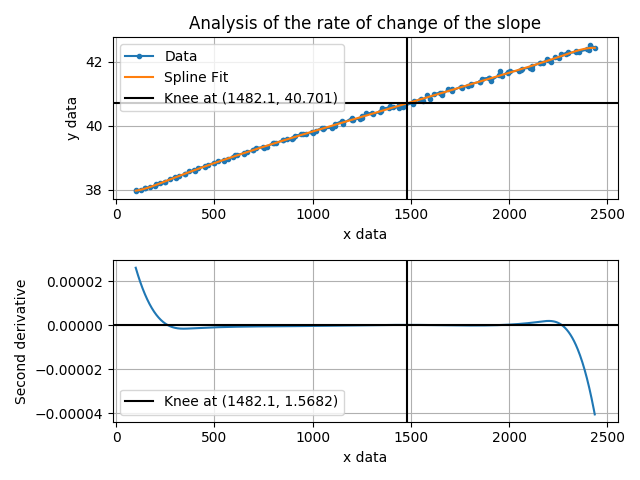 Analysis of the rate of change of the slope
Data
Spline Fit
Knee at (1482.1, 40.701)
42
40
38
y data
0 500 1000 1500 2000 2500
x data
0.00002
0.00000
−0.00002
−0.00004
Second derivative
Knee at (1482.1, 1.5682)
0 500 1000 1500 2000 2500
x data